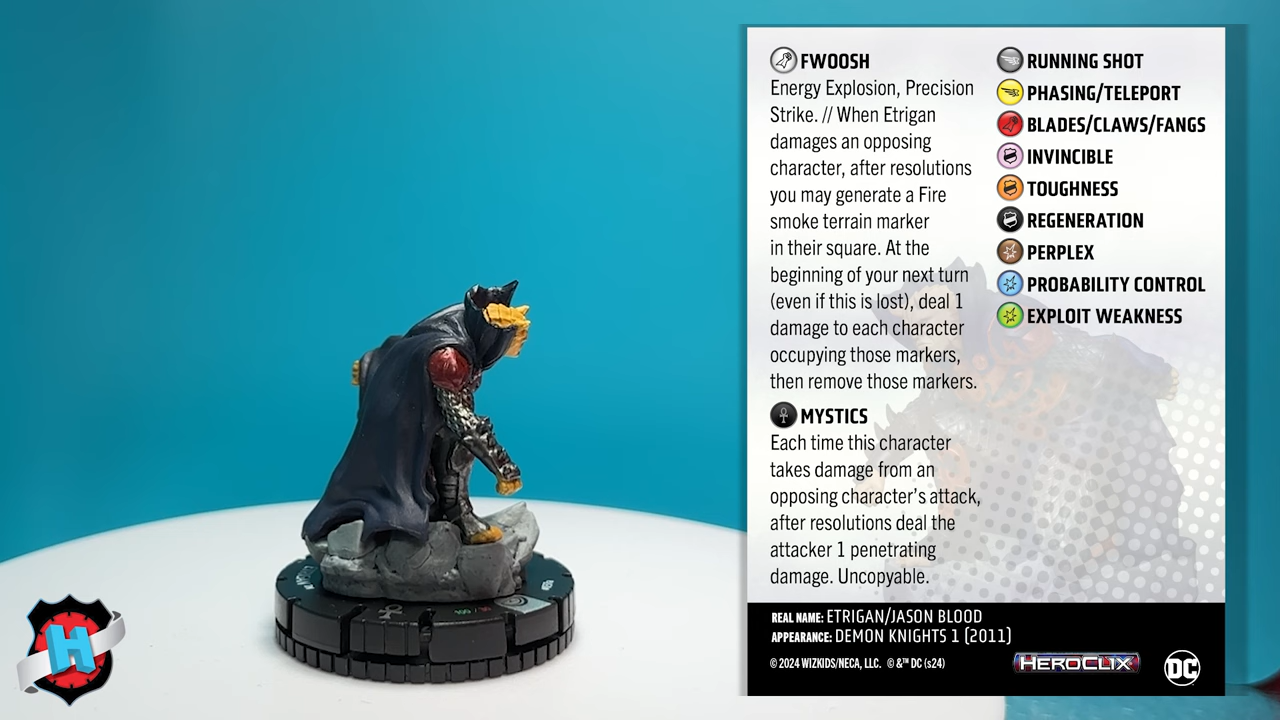 FWOOSH
Energy Explosion, Precision
Strike. // When Etrigan
damages an opposing
character, after resolutions
you may generate a Fire
smoke terrain marker
in their square. At the
beginning of your next turn
(even if this is lost), deal 1
damage to each character
occupying those markers,
then remove those markers.
MYSTICS
Each time this character
takes damage from an
opposing character's attack,
after resolutions deal the
attacker 1 penetrating
damage. Uncopyable.
RUNNING SHOT
PHASING/TELEPORT
BLADES/CLAWS/FANGS
INVINCIBLE
TOUGHNESS
REGENERATION
PERPLEX
PROBABILITY CONTROL
EXPLOIT WEAKNESS
REAL NAME: ETRIGAN/JASON BLOOD
APPEARANCE: DEMON KNIGHTS 1 (2011)
© 2024 WIZKIDS/NECA, LLC. © &™ DC (s24)
HEROCLIX
DC
H